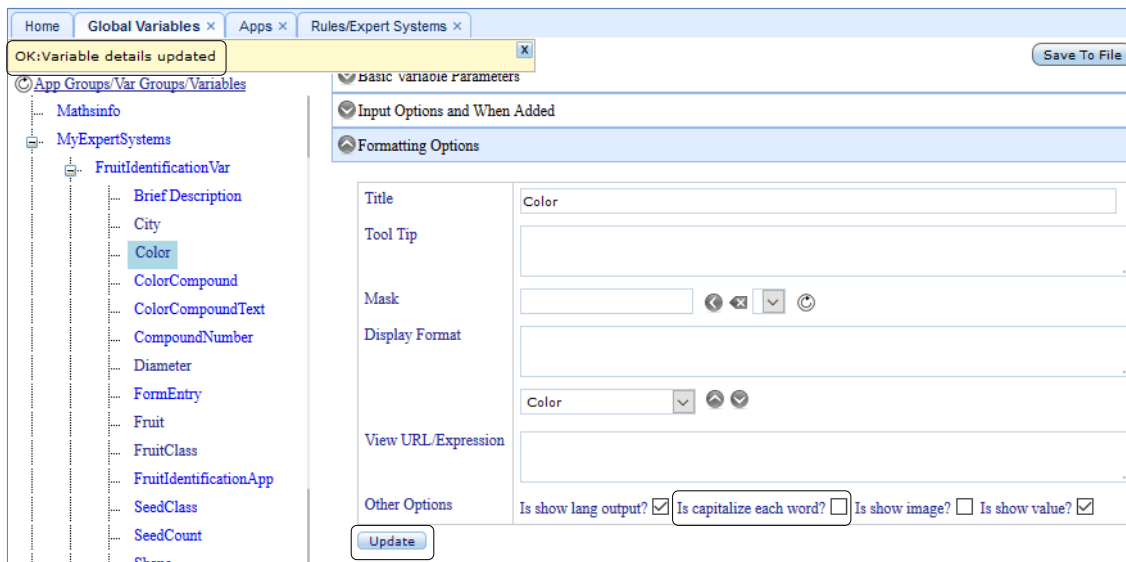 Home Global Variables × Apps × Rules/Expert Systems ×
OK:Variable details updated x
Save To File
App Groups/Var Groups/Variables
Mathsinfo
MyExpertSystems
FruitIdentificationVar
Brief Description
City
Color
ColorCompound
ColorCompoundText
CompoundNumber
Diameter
FormEntry
Fruit
FruitClass
FruitIdentificationApp
SeedClass
SeedCount
Shape
Basic Variable Parameters
Input Options and When Added
Formatting Options
Title Color
Tool Tip
Mask
Display Format
Color
View URL/Expression
Other Options Is show lang output? Is capitalize each word? Is show image? Is show value?
Update